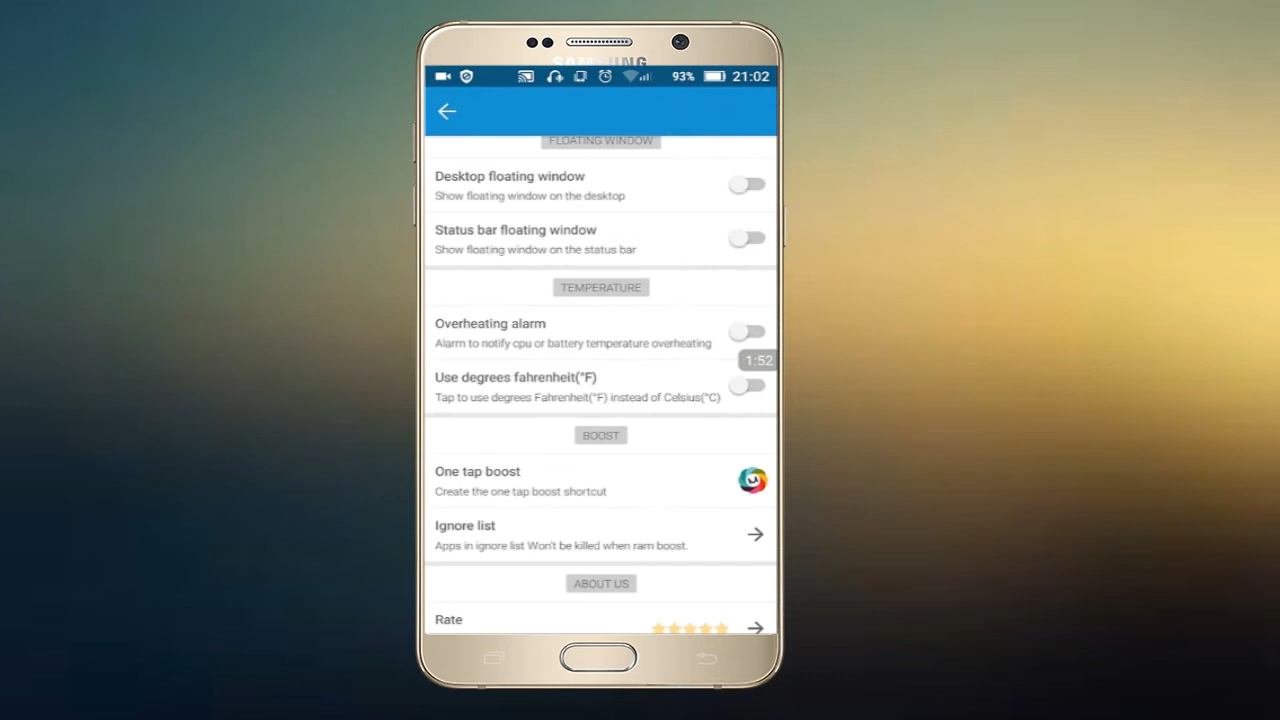 SAMSUNG
93% 21:02
FLOATING WINDOW
Desktop floating window
Show floating window on the desktop
Status bar floating window
Show floating window on the status bar
TEMPERATURE
Overheating alarm
Alarm to notify cpu or battery temperature overheating
1:52
Use degrees fahrenheit(°F)
Tap to use degrees Fahrenheit(°F) instead of Celsius(°C)
BOOST
One tap boost
Create the one tap boost shortcut
Ignore list
Apps in ignore list Won't be killed when ram boost.
ABOUT US
Rate